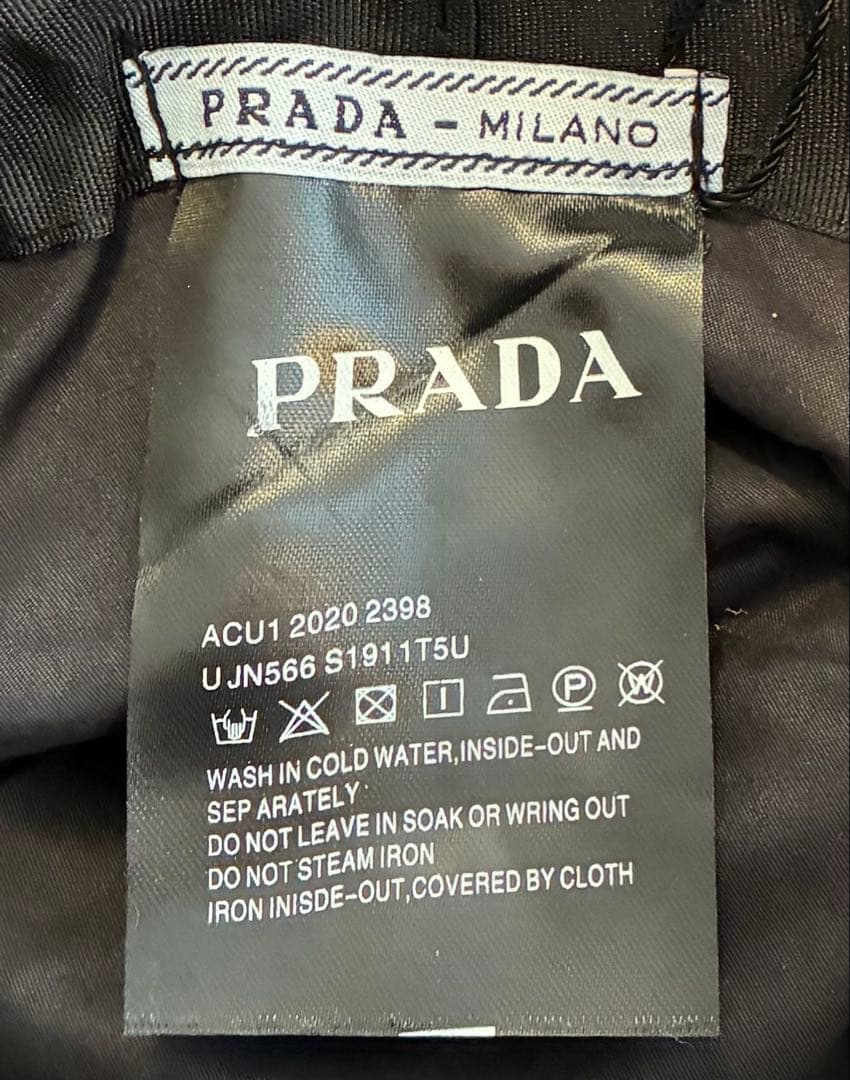 PRADA - MILANO
PRADA
ACU1 2020 2398
U JN566 S1911T5U
P W
WASH IN COLD WATER,INSIDE-OUT AND
SEP ARATELY
DO NOT LEAVE IN SOAK OR WRING OUT
DO NOT STEAM IRON
IRON INISDE-OUT,COVERED BY CLOTH